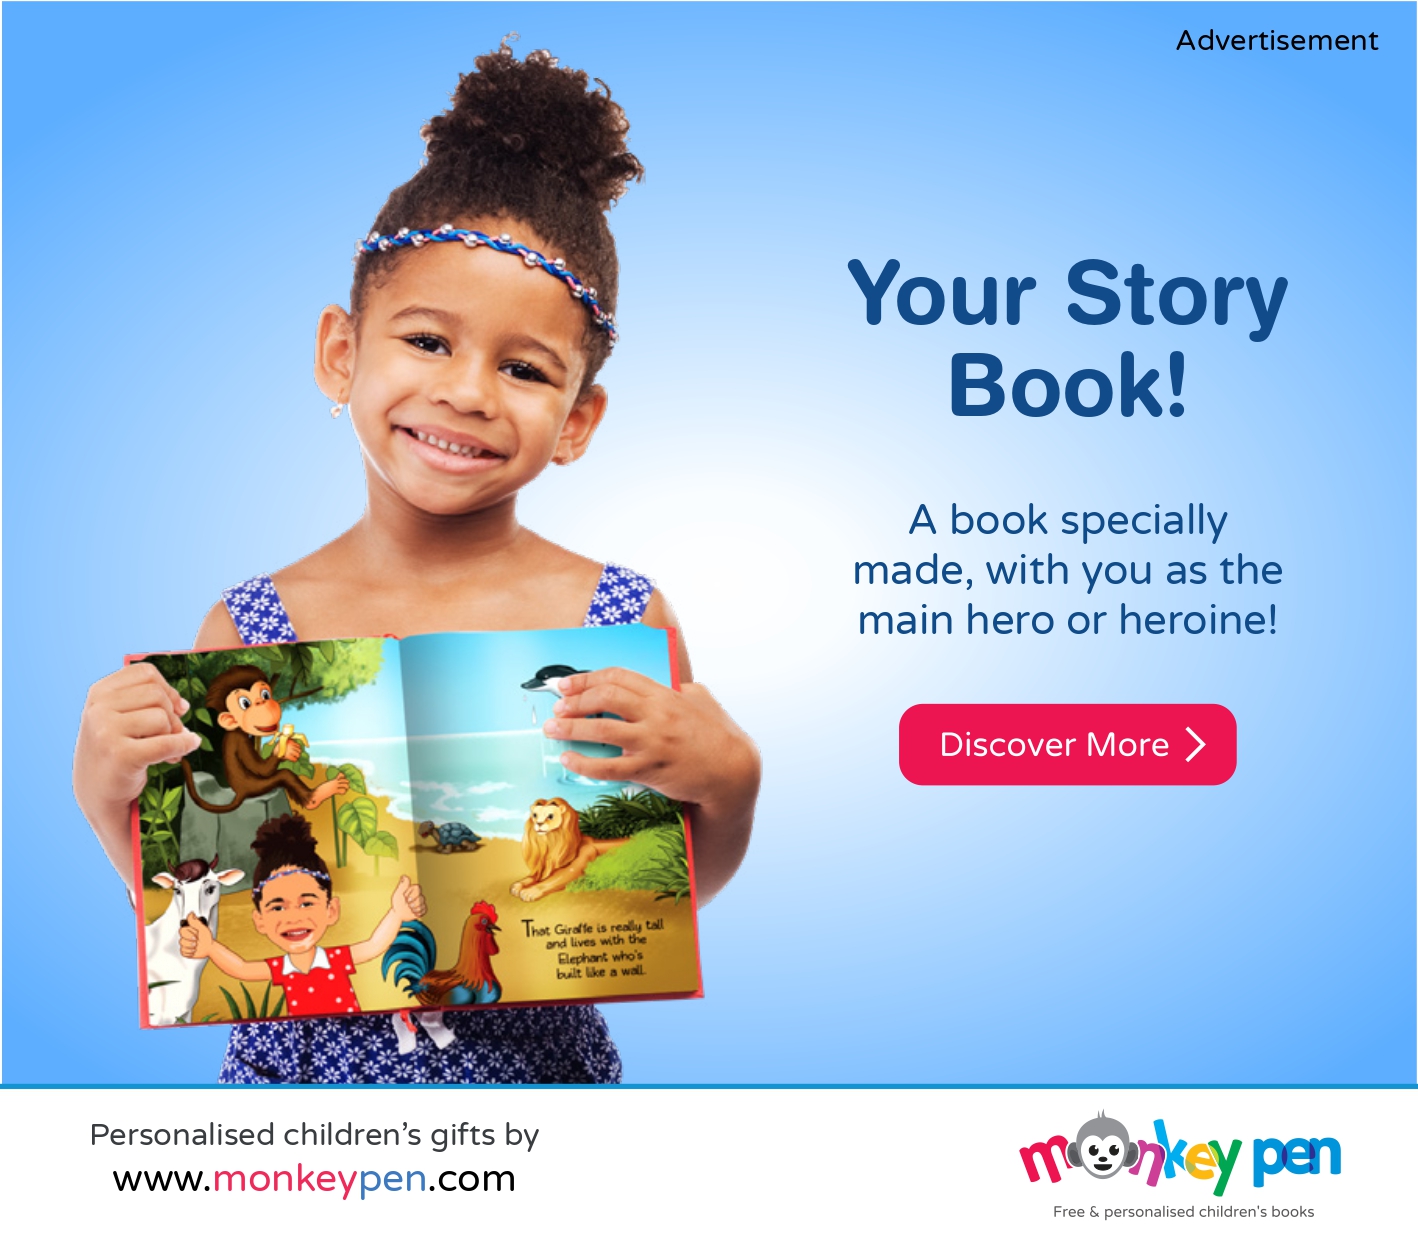 Advertisement
Your Story
Book!
A book specially
made, with you as the
main hero or heroine!
Discover More
That Giraffe is really tall
and lives with the
Elephant who's
built like a wall.
Personalised children's gifts by
www.monkeypen.com
monkey pen
Free & personalised children's books